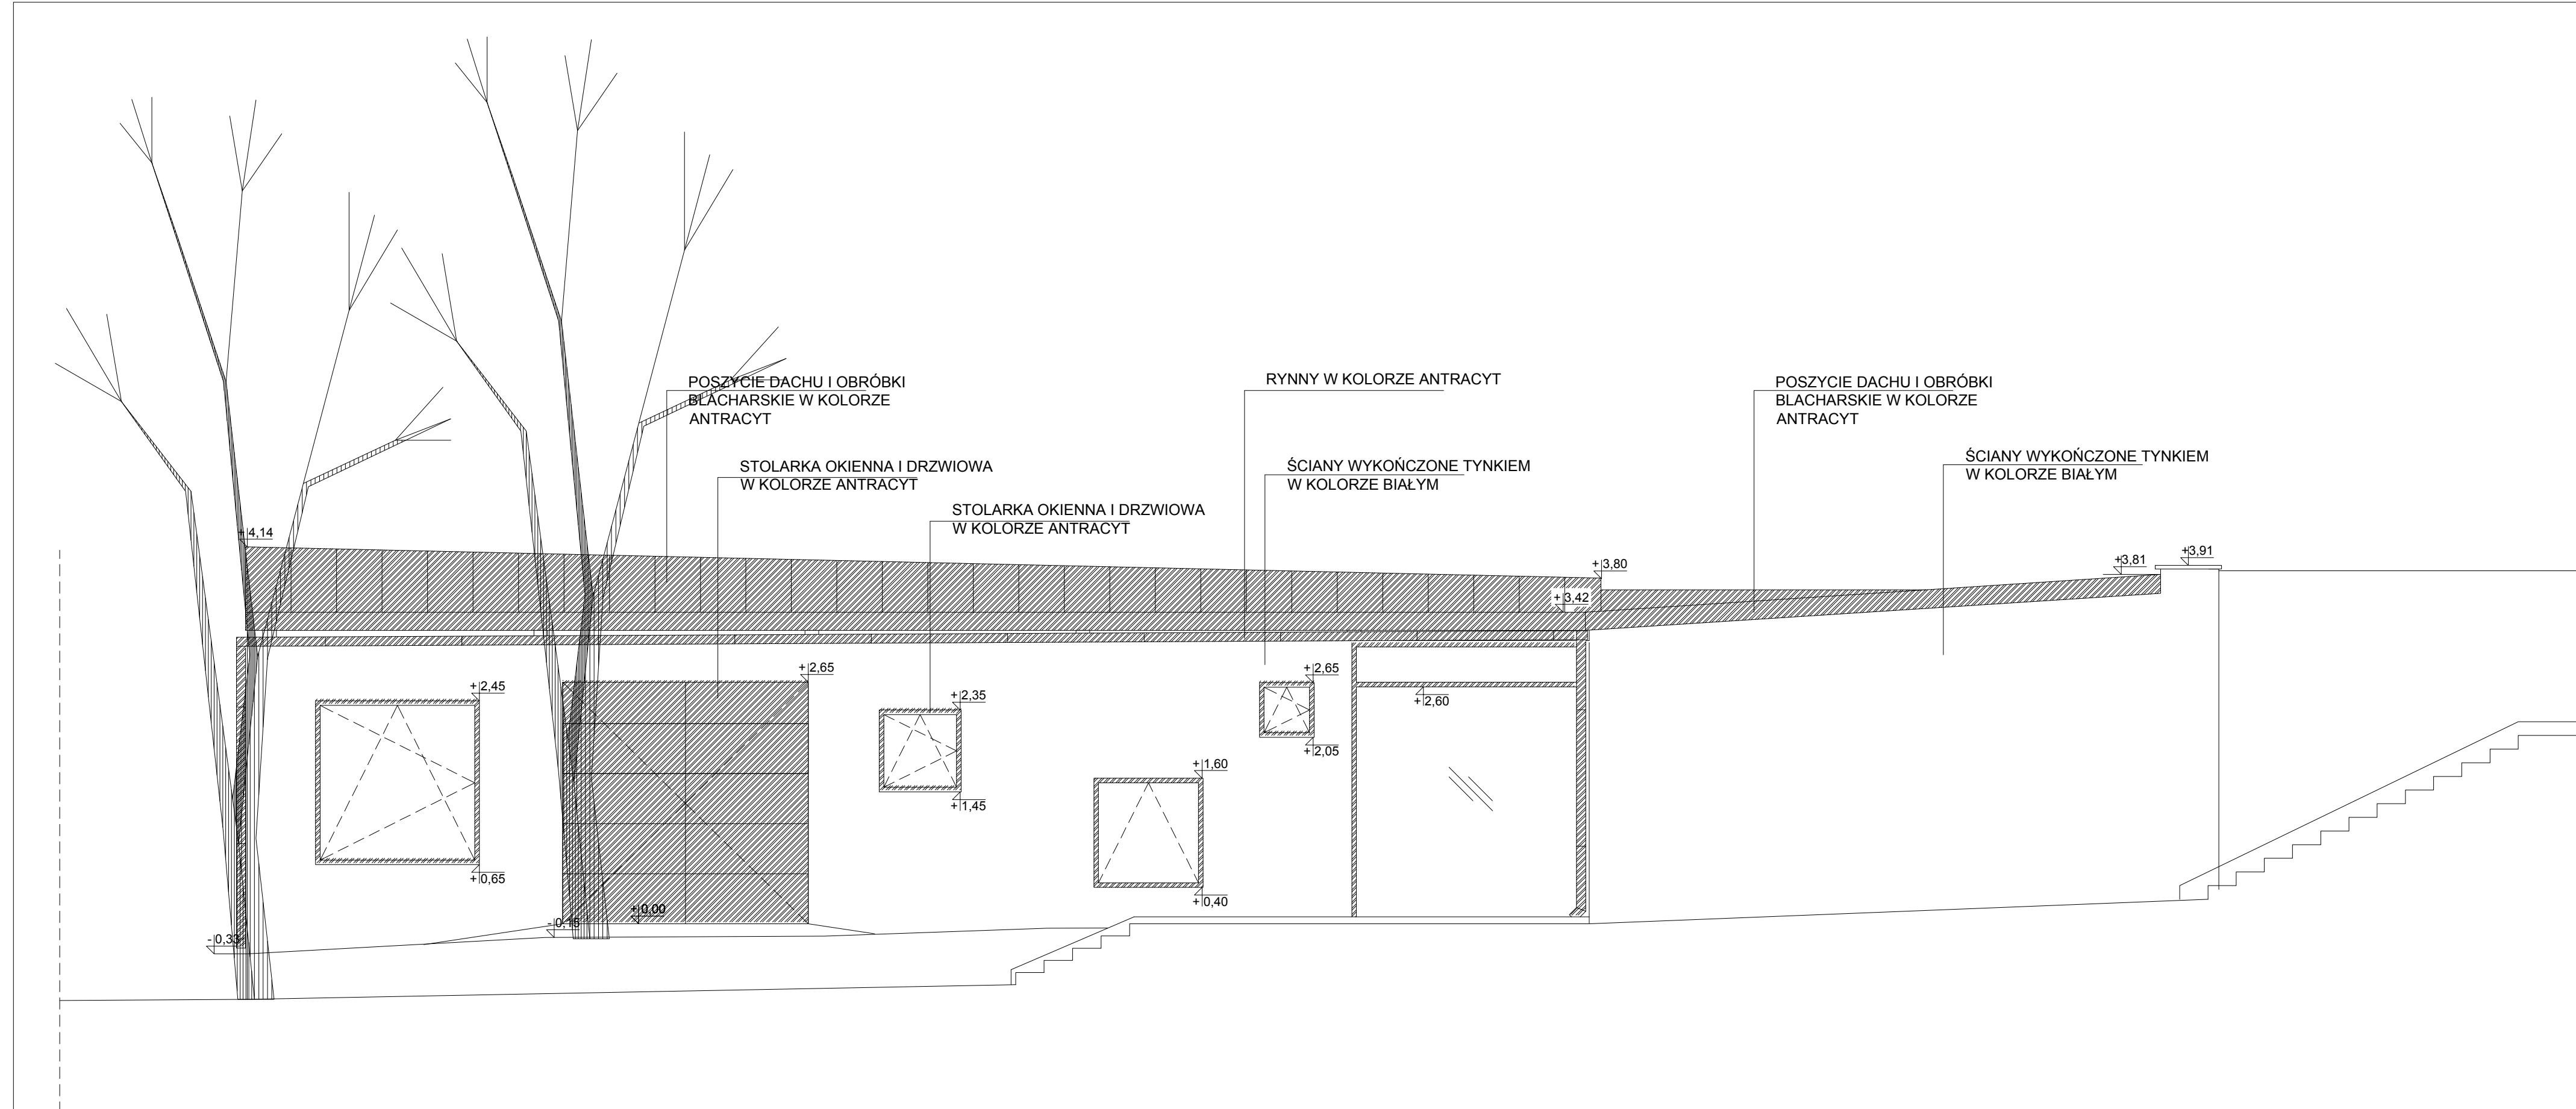 POSZYCIE DACHU I OBRÓBKI
BLACHARSKIE W KOLORZE
ANTRACYT
RYNNY W KOLORZE ANTRACYT
POSZYCIE DACHU I OBRÓBKI
BLACHARSKIE W KOLORZE
ANTRACYT
STOLARKA OKIENNA I DRZWIOWA
W KOLORZE ANTRACYT
ŚCIANY WYKOŃCZONE TYNKIEM
W KOLORZE BIAŁYM
ŚCIANY WYKOŃCZONE TYNKIEM
W KOLORZE BIAŁYM
STOLARKA OKIENNA I DRZWIOWA
W KOLORZE ANTRACYT
+4,14
+3,80
+3,81
+3,91
+3,42
+2,65
+2,65
+2,45
+2,35
+2,60
+2,05
+1,60
+1,45
+0,65
+0,40
+0,00
-0,15
-0,33